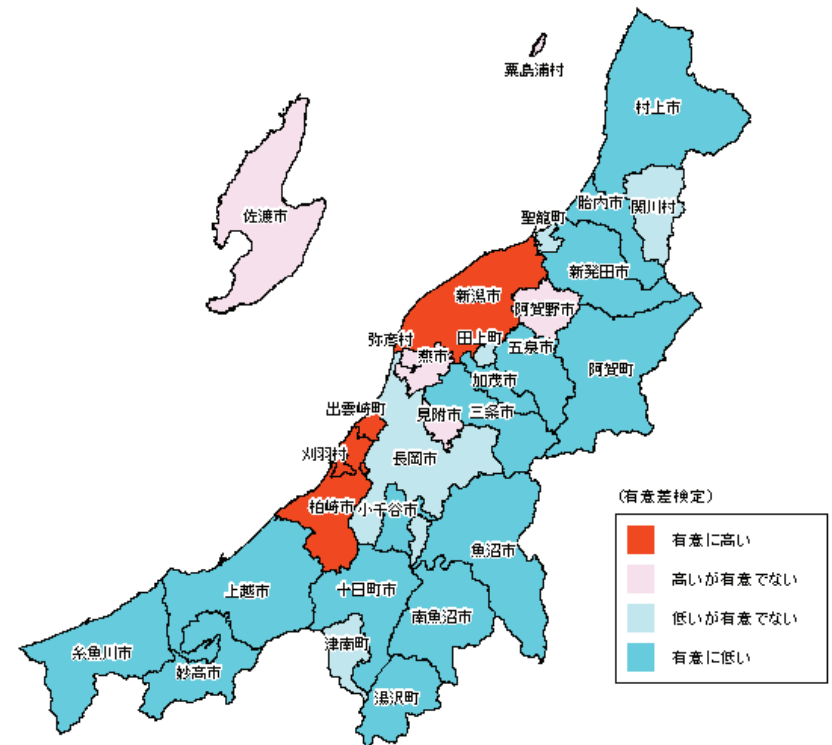 粟島浦村
村上市
佐渡市
胎内市
関川村
聖籠町
新発田市
新潟市
阿賀野市
弥彦村
田上町
燕市
五泉市
阿賀町
加茂市
出雲崎町
見附市
三条市
刈羽村
長岡市
柏崎市
小千谷市
魚沼市
上越市
十日町市
南魚沼市
糸魚川市
妙高市
津南町
湯沢町
(有意差検定)
有意に高い
高いが有意でない
低いが有意でない
有意に低い